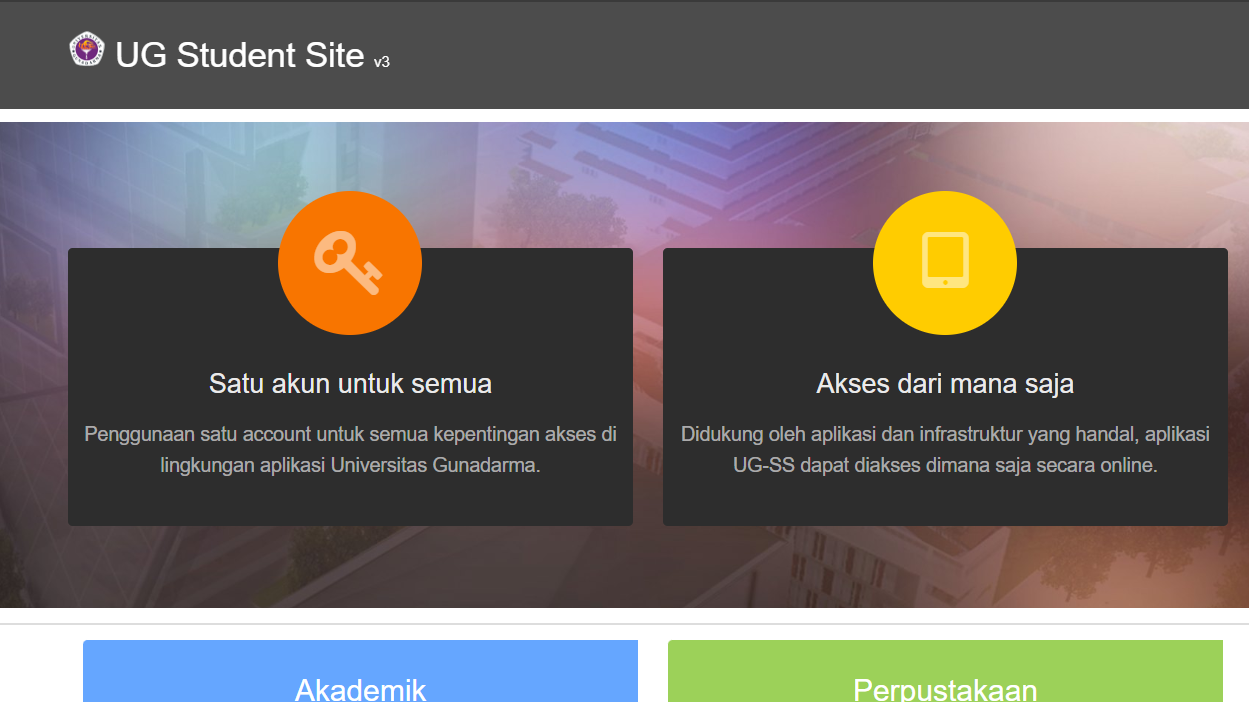 UG Student Site v3
Satu akun untuk semua
Penggunaan satu account untuk semua kepentingan akses di
lingkungan aplikasi Universitas Gunadarma.
Akses dari mana saja
Didukung oleh aplikasi dan infrastruktur yang handal, aplikasi
UG-SS dapat diakses dimana saja secara online.
Akademik
Perpustakaan